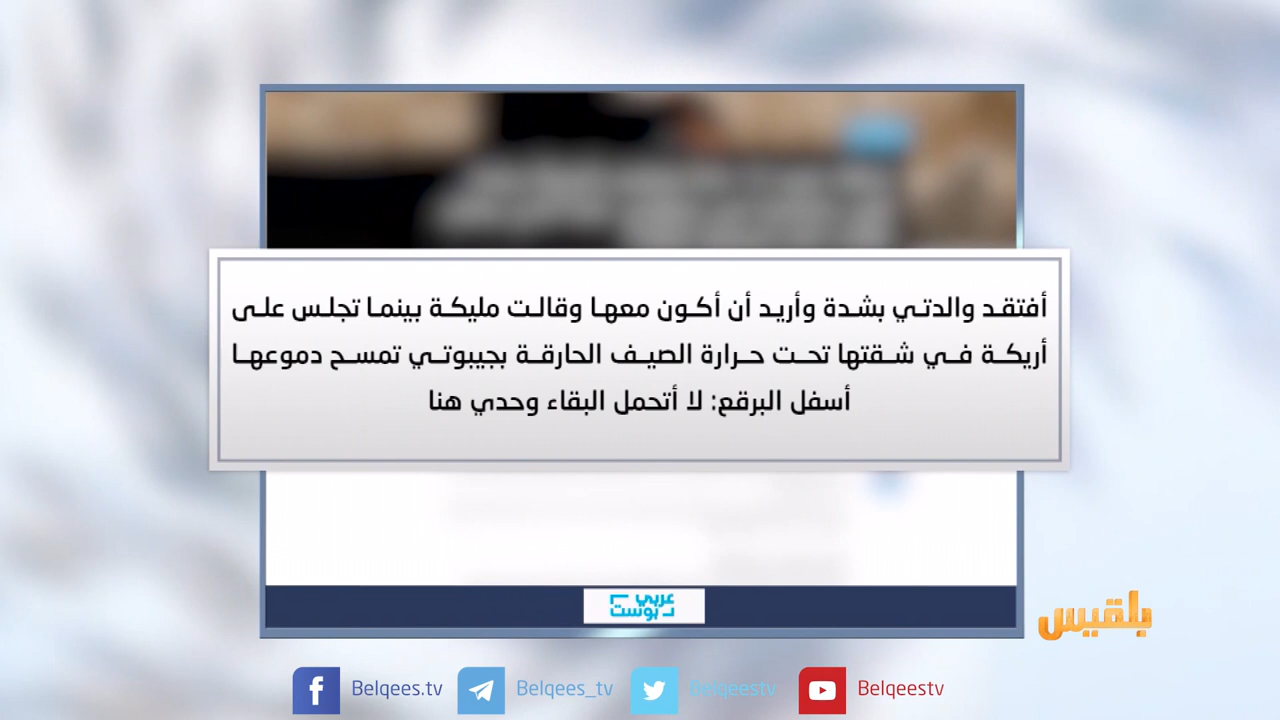 أفتقد والدتي بشدة وأريد أن أكون معها وقالت مليكة بينما تجلس على
أريكة في شقتها تحت حرارة الصيف الحارقة بجيبوتي تمسح دموعها
أسفل البرقع: لا أتحمل البقاء وحدي هنا
عربي
بوست
بلقيس
Belqees.tv
Belqees_tv
Belqeestv
Belqeestv